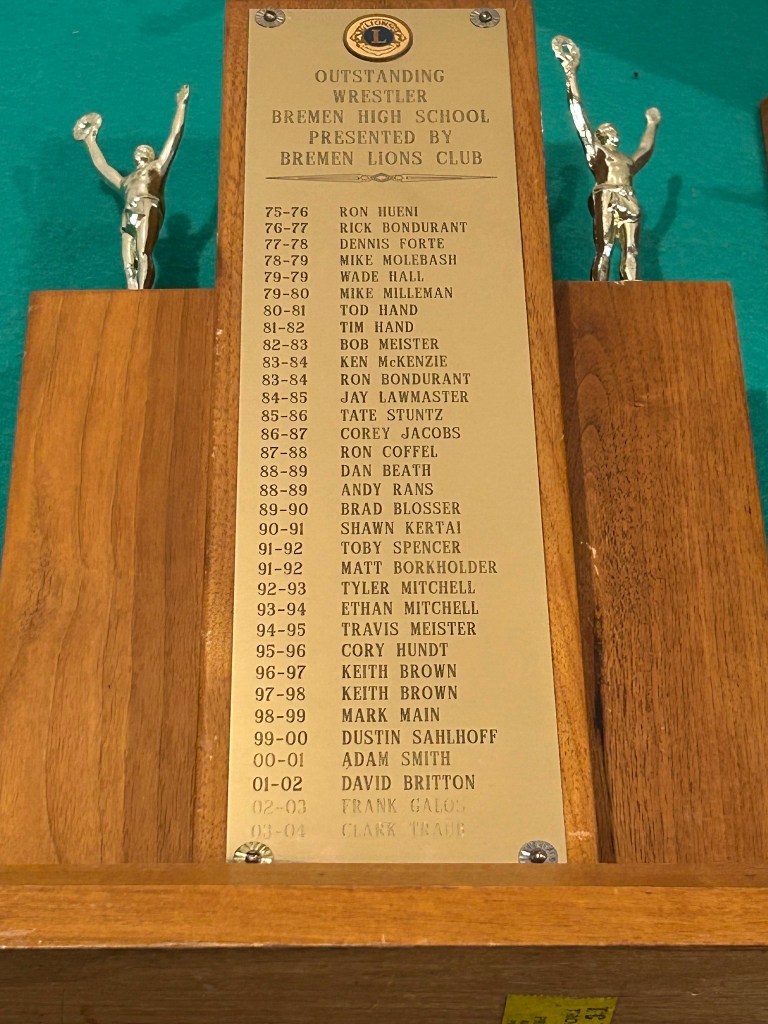 LIONS
L
OUTSTANDING
WRESTLER
BREMEN HIGH SCHOOL
PRESENTED BY
BREMEN LIONS CLUB
75-76 RON HUENI
76-77 RICK BONDURANT
77-78 DENNIS FORTE
78-79 MIKE MOLEBASH
79-79 WADE HALL
79-80 MIKE MILLEMAN
80-81 TOD HAND
81-82 TIM HAND
82-83 BOB MEISTER
83-84 KEN McKENZIE
83-84 RON BONDURANT
84-85 JAY LAWMASTER
85-86 TATE STUNTZ
86-87 COREY JACOBS
87-88 RON COFFEL
88-89 DAN BEATH
88-89 ANDY RANS
89-90 BRAD BLOSSER
90-91 SHAWN KERTAI
91-92 TOBY SPENCER
91-92 MATT BORKHOLDER
92-93 TYLER MITCHELL
93-94 ETHAN MITCHELL
94-95 TRAVIS MEISTER
95-96 CORY HUNDT
96-97 KEITH BROWN
97-98 KEITH BROWN
98-99 MARK MAIN
99-00 DUSTIN SAHLHOFF
00-01 ADAM SMITH
01-02 DAVID BRITTON
02-03 FRANK GALOS
03-04 CLARK TRAUB